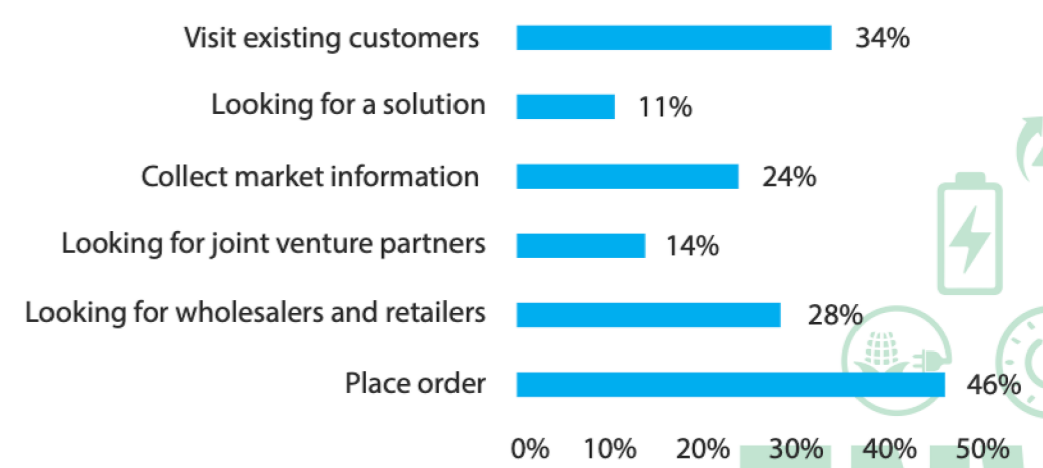 Visit existing customers 34%
Looking for a solution 11%
Collect market information 24%
Looking for joint venture partners 14%
Looking for wholesalers and retailers 28%
Place order 46%
0% 10% 20% 30% 40% 50%